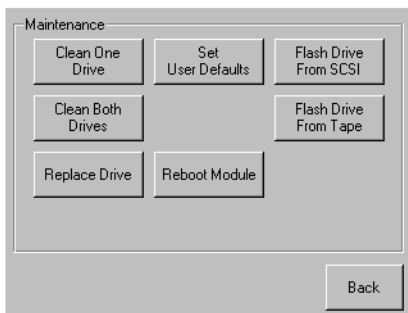 Maintenance
Clean One
Drive
Set
User Defaults
Flash Drive
From SCSI
Clean Both
Drives
Flash Drive
From Tape
Replace Drive
Reboot Module
Back